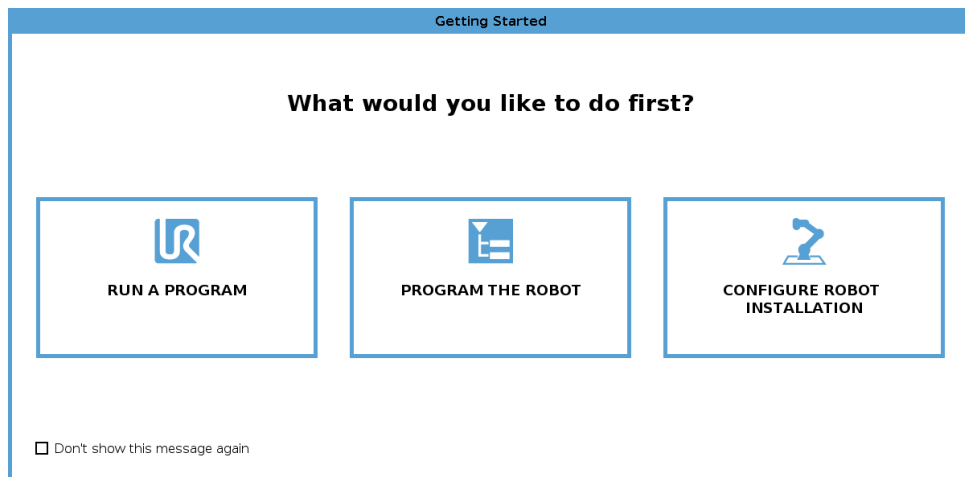 Getting Started
What would you like to do first?
RUN A PROGRAM
PROGRAM THE ROBOT
CONFIGURE ROBOT
INSTALLATION
Don't show this message again